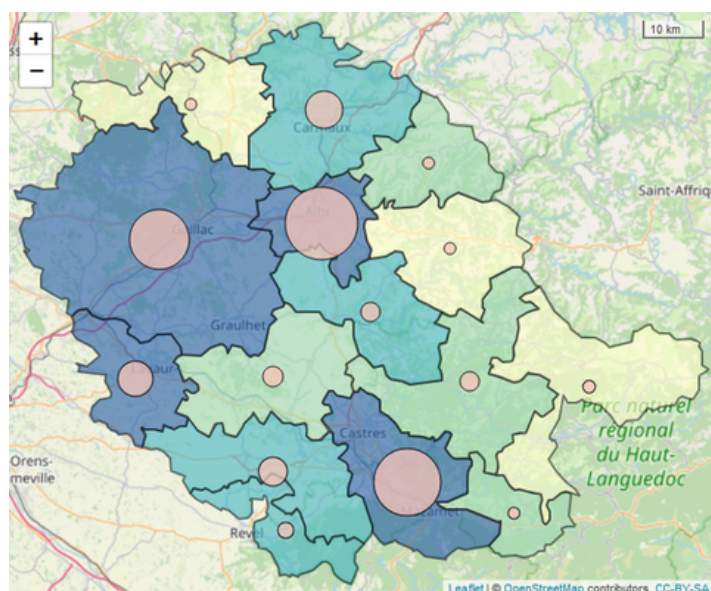 +
−
10 km
Carmaux
Saint-Affriq
Albi
Gaillac
Graulhet
Lavaur
Parc naturel
régional
du Haut-
Languedoc
Castres
Orens-
meville
Mazamet
Revel
Leaflet | © OpenStreetMap contributors, CC-BY-SA